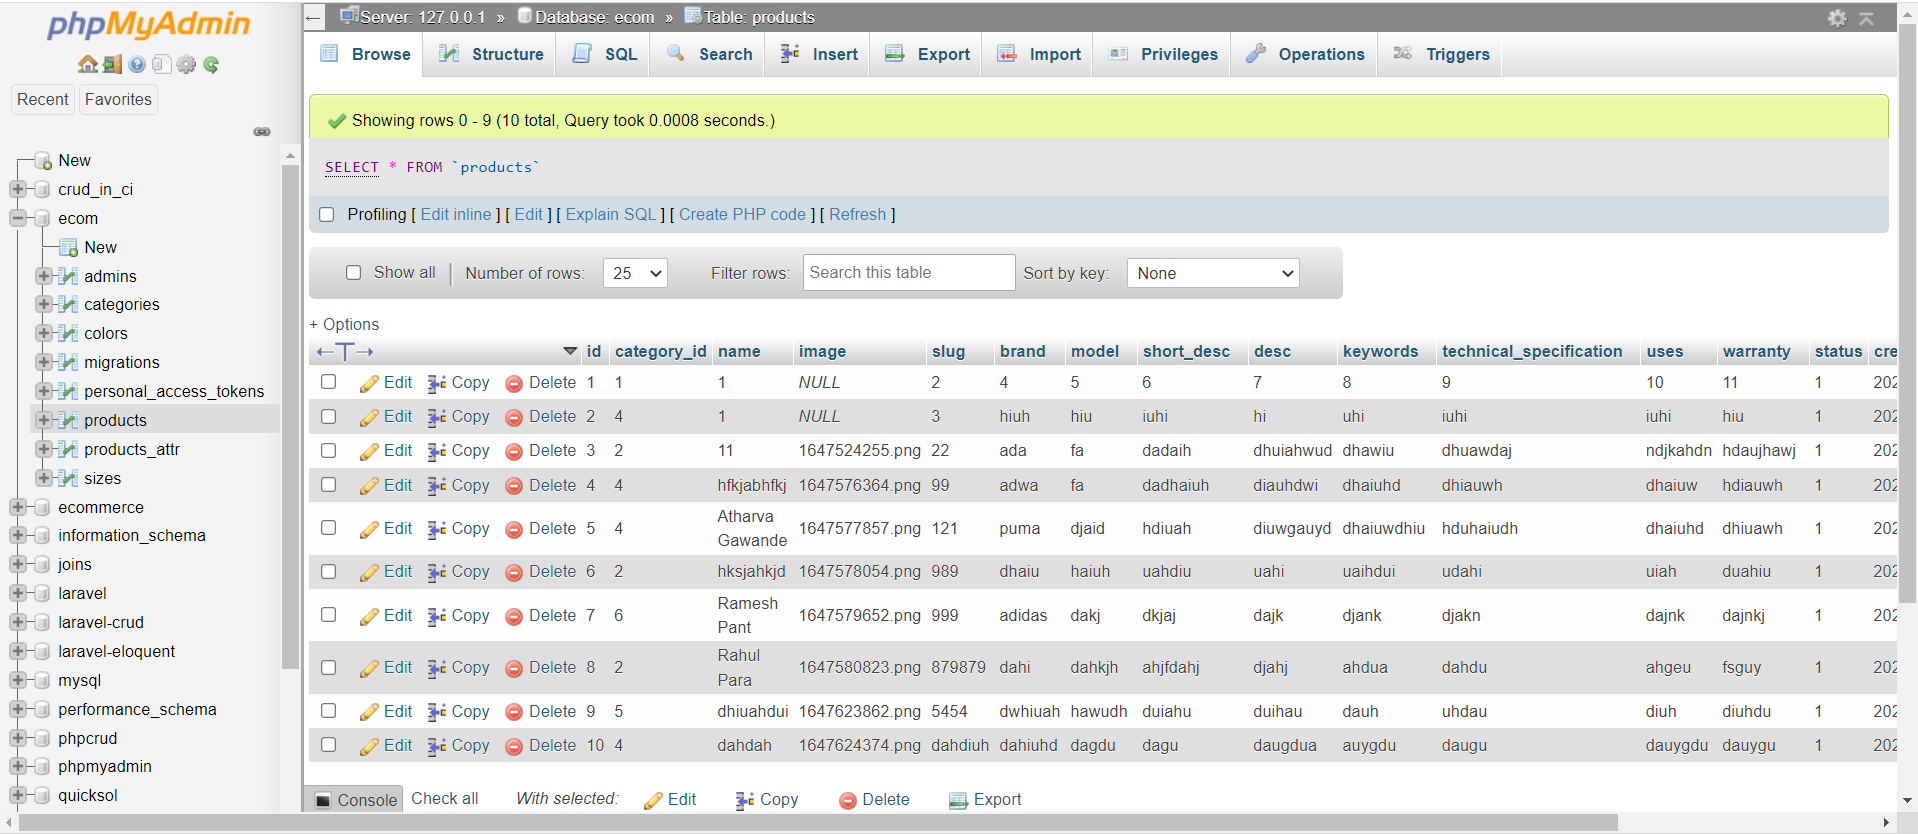 phpMyAdmin
Recent Favorites
New
crud_in_ci
ecom
New
admins
categories
colors
migrations
personal_access_tokens
products
products_attr
sizes
ecommerce
information_schema
joins
laravel
laravel-crud
laravel-eloquent
mysql
performance_schema
phpcrud
phpmyadmin
quicksol
Server: 127.0.0.1 » Database: ecom » Table: products
Browse Structure SQL Search Insert Export Import Privileges Operations Triggers
Showing rows 0 - 9 (10 total, Query took 0.0008 seconds.)
SELECT * FROM `products`
Profiling [ Edit inline ] [ Edit ] [ Explain SQL ] [ Create PHP code ] [ Refresh ]
Show all Number of rows: 25 Filter rows: Search this table Sort by key: None
+ Options
←T→ id category_id name image slug brand model short_desc desc keywords technical_specification uses warranty status cre
Edit Copy Delete 1 1 1 NULL 2 4 5 6 7 8 9 10 11 1 202
Edit Copy Delete 2 4 1 NULL 3 hiuh hiu iuhi hi uhi iuhi iuhi hiu 1 202
Edit Copy Delete 3 2 11 1647524255.png 22 ada fa dadaih dhuiahwud dhawiu dhuawdaj ndjkahdn hdaujhawj 1 202
Edit Copy Delete 4 4 hfkjabhfkj 1647576364.png 99 adwa fa dadhaiuh diauhdwi dhaiuhd dhiauwh dhaiuw hdiauwh 1 202
Edit Copy Delete 5 4 Atharva Gawande 1647577857.png 121 puma djaid hdiuah diuwgauyd dhaiuwdhiu hduhaiudh dhaiuhd dhiuawh 1 202
Edit Copy Delete 6 2 hksjahkjd 1647578054.png 989 dhaiu haiuh uahdiu uahi uaihdui udahi uiah duahiu 1 202
Edit Copy Delete 7 6 Ramesh Pant 1647579652.png 999 adidas dakj dkjaj dajk djank djakn dajnk dajnkj 1 202
Edit Copy Delete 8 2 Rahul Para 1647580823.png 879879 dahi dahkjh ahjfdahj djahj ahdua dahdu ahgeu fsguy 1 202
Edit Copy Delete 9 5 dhiuahdui 1647623862.png 5454 dwhiuah hawudh duiahu duihau dauh uhdau diuh diuhdu 1 202
Edit Copy Delete 10 4 dahdah 1647624374.png dahdiuh dahiuhd dagdu dagu daugdua auygdu daugu dauygdu dauygu 1 202
Console Check all With selected: Edit Copy Delete Export